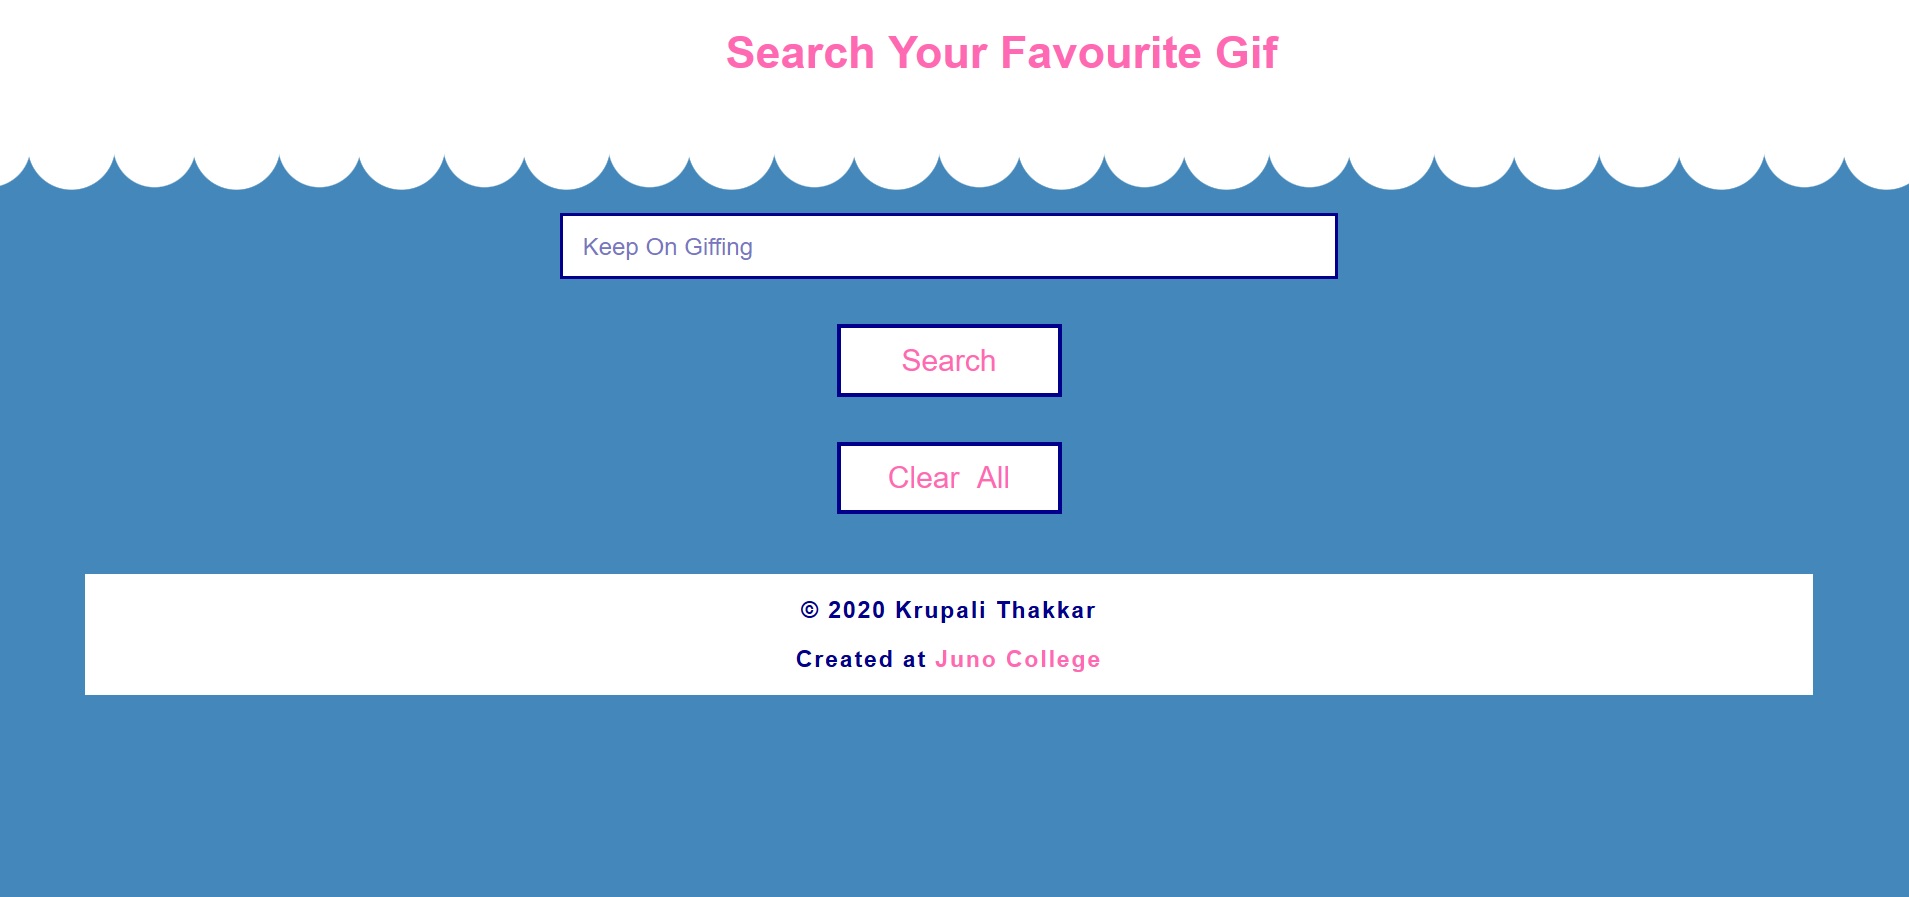 Search Your Favourite Gif
Keep On Giffing
Search
Clear All
© 2020 Krupali Thakkar
Created at Juno College